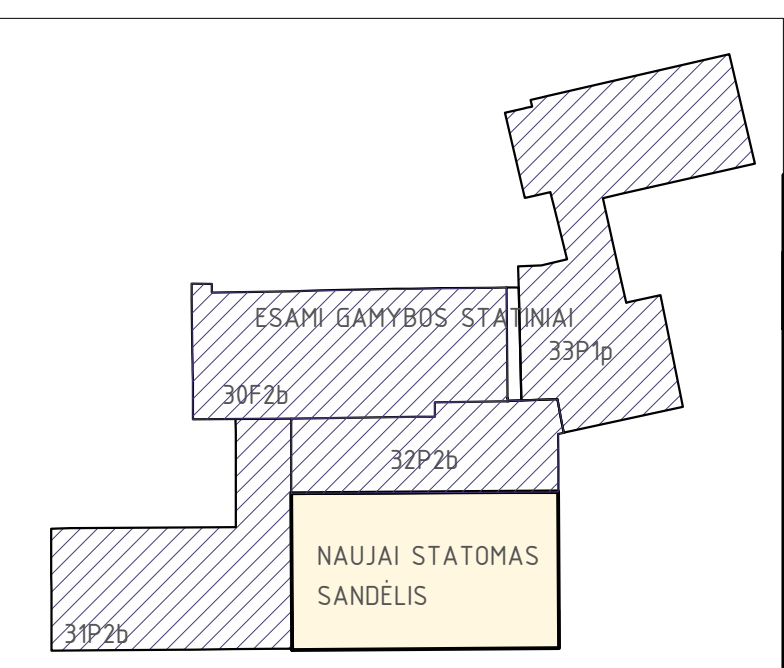 ESAMI GAMYBOS STATINIAI
33P1p
30F2b
32P2b
NAUJAI STATOMAS
SANDĖLIS
31P2b